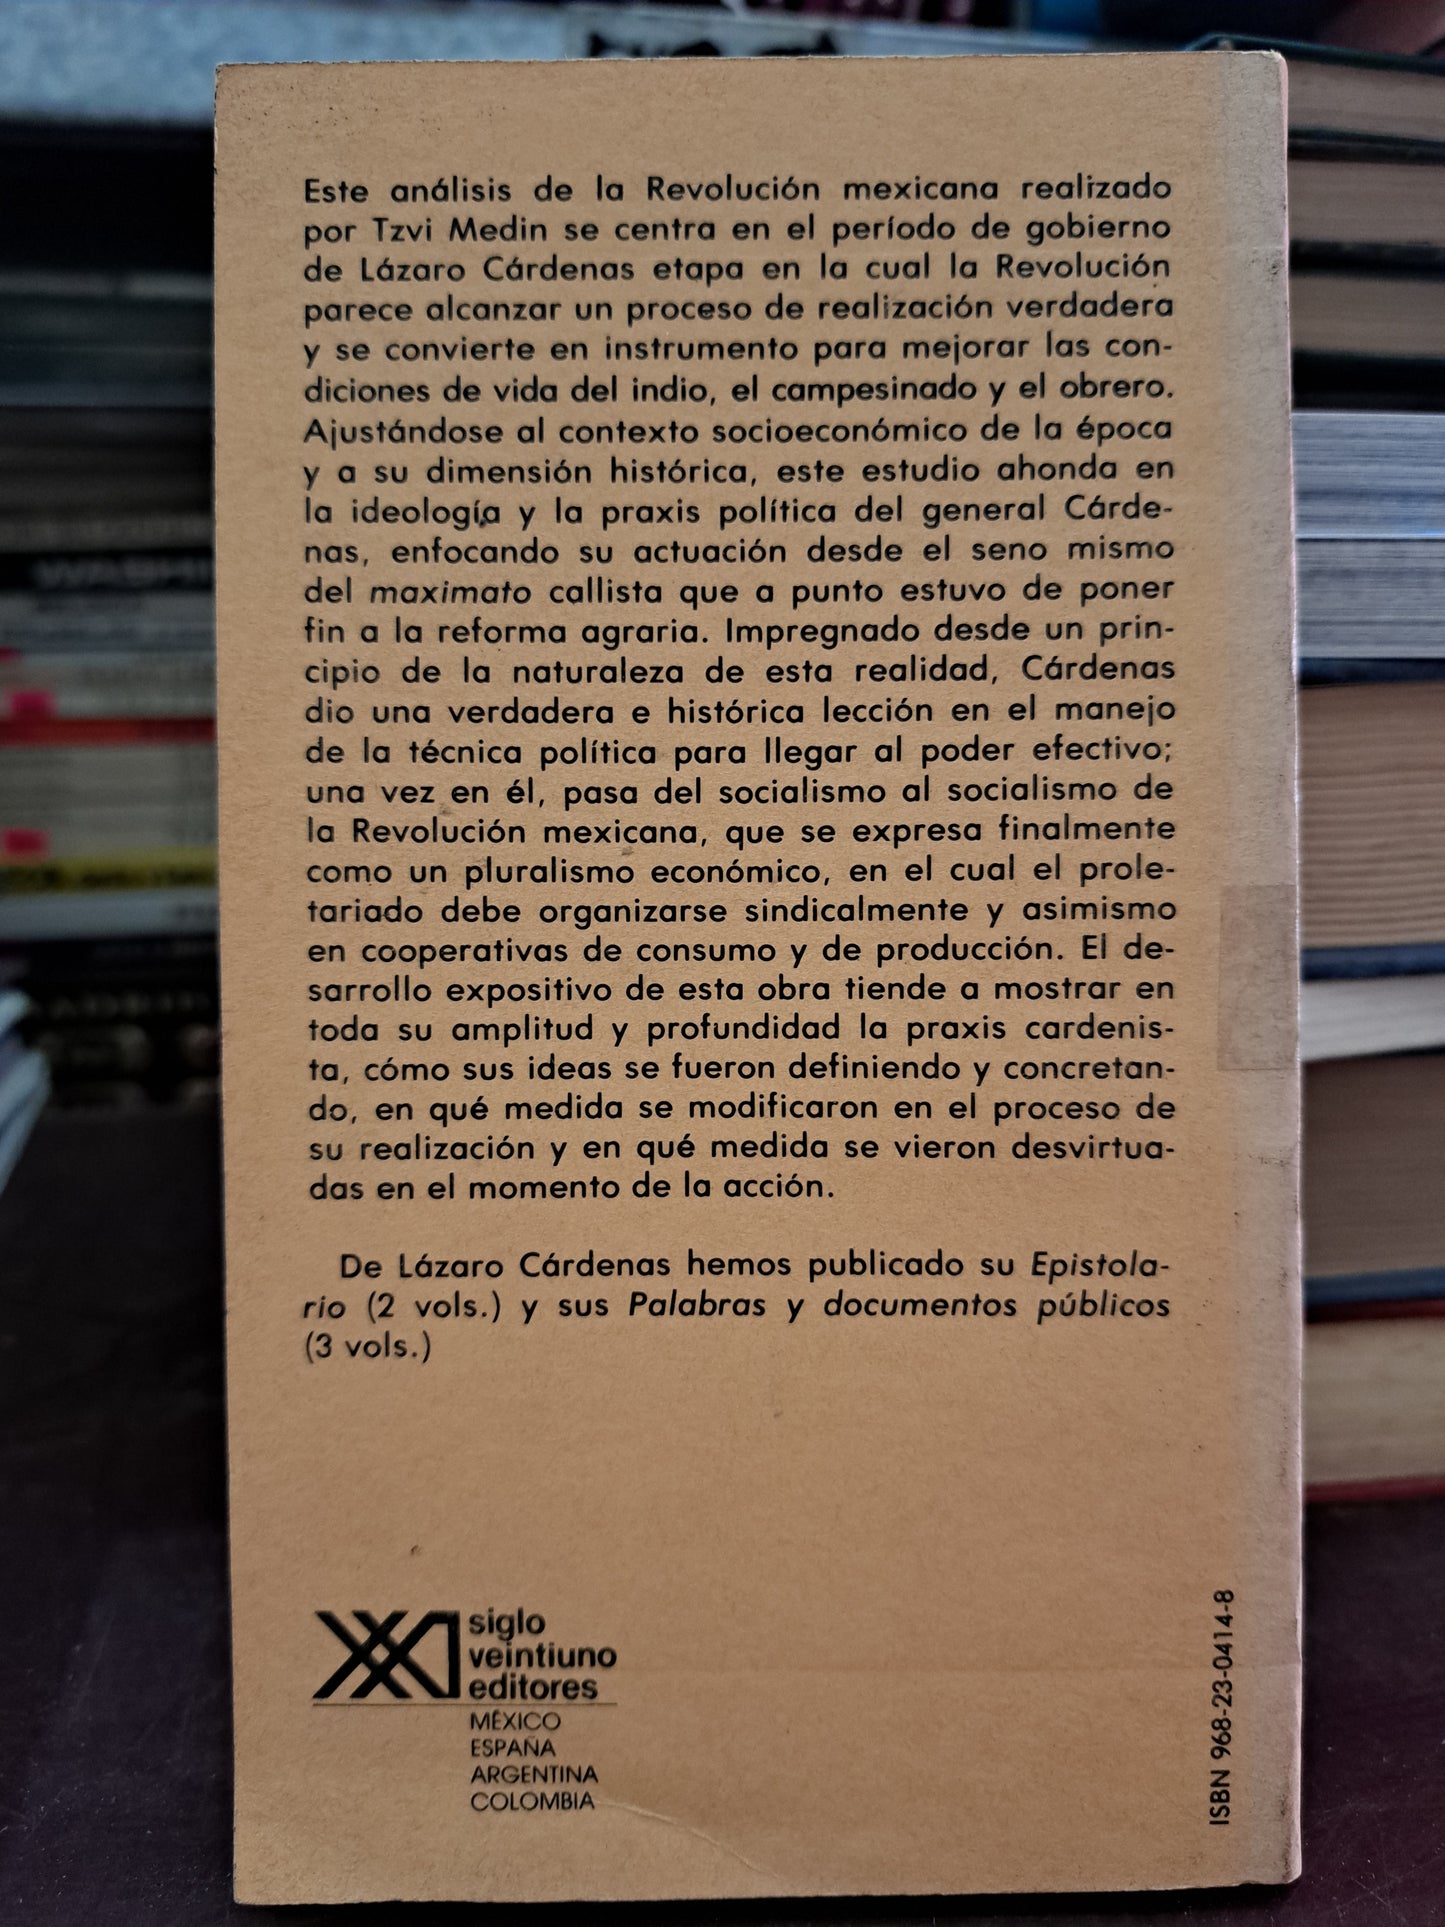 Este análisis de la Revolución mexicana realizado
por Tzvi Medin se centra en el período de gobierno
de Lázaro Cárdenas etapa en la cual la Revolución
parece alcanzar un proceso de realización verdadera
y se convierte en instrumento para mejorar las con-
diciones de vida del indio, el campesinado y el obrero.
Ajustándose al contexto socioeconómico de la época
y a su dimensión histórica, este estudio ahonda en
la ideología y la praxis política del general Cárde-
nas, enfocando su actuación desde el seno mismo
del maximato callista que a punto estuvo de poner
fin a la reforma agraria. Impregnado desde un prin-
cipio de la naturaleza de esta realidad, Cárdenas
dio una verdadera e histórica lección en el manejo
de la técnica política para llegar al poder efectivo;
una vez en él, pasa del socialismo al socialismo de
la Revolución mexicana, que se expresa finalmente
como un pluralismo económico, en el cual el prole-
tariado debe organizarse sindicalmente y asimismo
en cooperativas de consumo y de producción. El de-
sarrollo expositivo de esta obra tiende a mostrar en
toda su amplitud y profundidad la praxis cardenis-
ta, cómo sus ideas se fueron definiendo y concretan-
do, en qué medida se modificaron en el proceso de
su realización y en qué medida se vieron desvirtua-
das en el momento de la acción.
De Lázaro Cárdenas hemos publicado su Epistola-
rio (2 vols.) y sus Palabras y documentos públicos
(3 vols.)
siglo
veintiuno
editores
MÉXICO
ESPAÑA
ARGENTINA
COLOMBIA
ISBN 968-23-0414-8